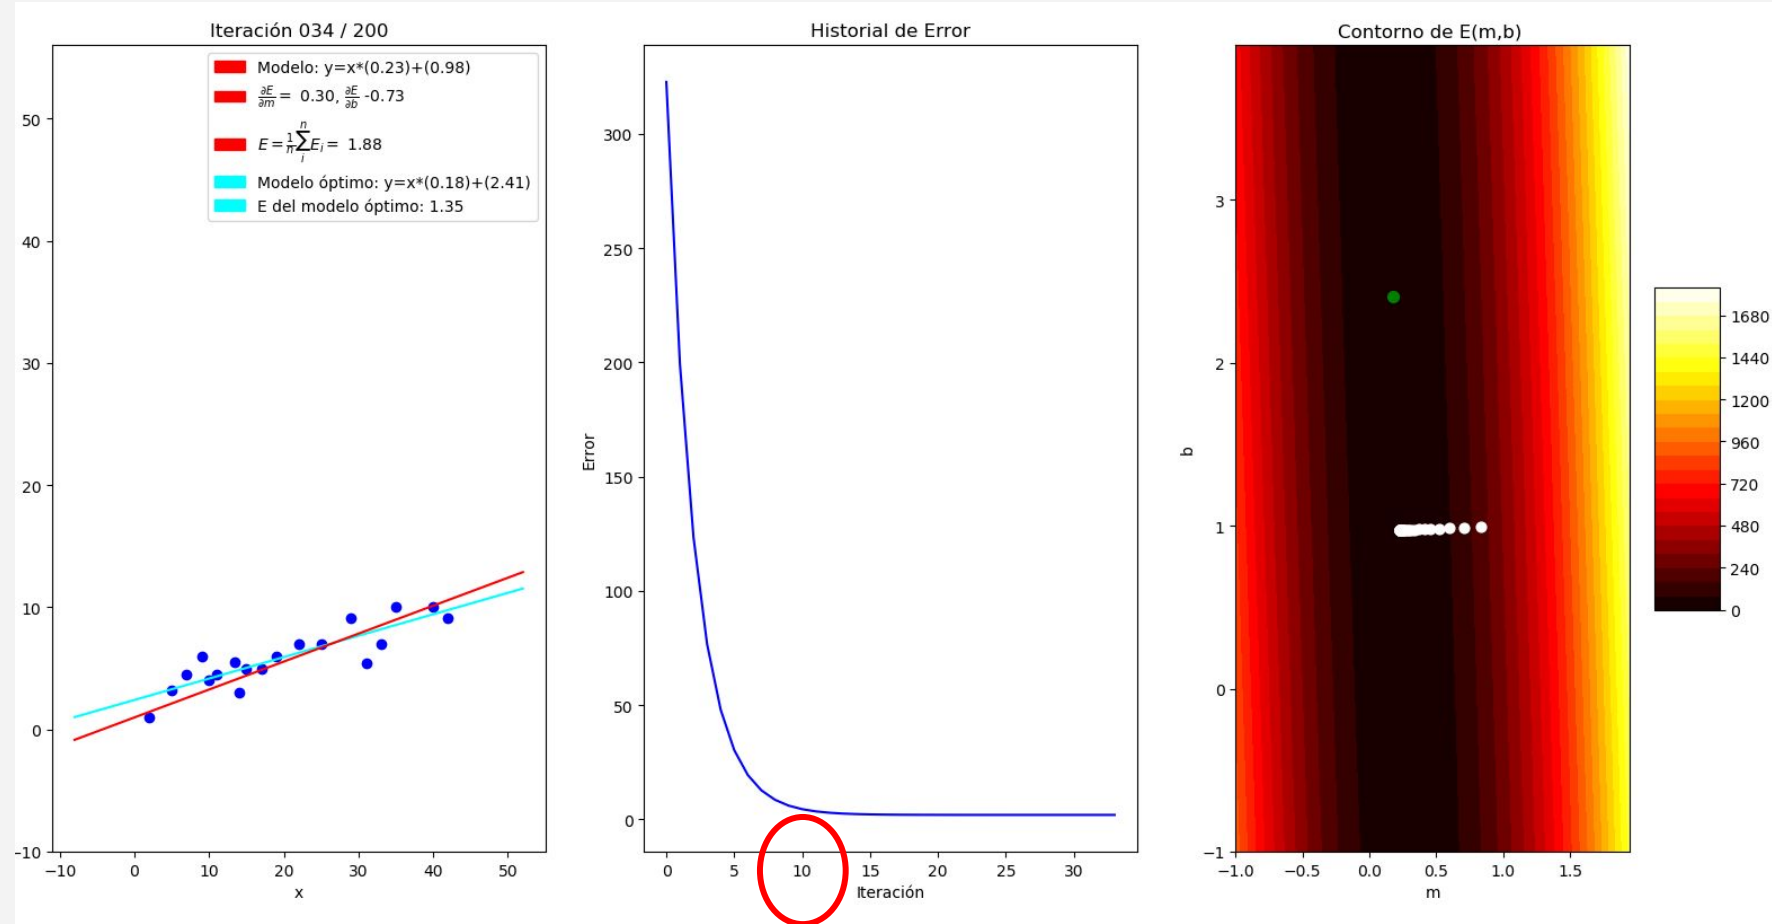 Iteración 034 / 200
Modelo: y=x*(0.23)+(0.98)
∂E/∂m = 0.30, ∂E/∂b -0.73
E = 1/n ∑_i^n E_i = 1.88
Modelo óptimo: y=x*(0.18)+(2.41)
E del modelo óptimo: 1.35
50
40
30
20
10
0
−10
−10 0 10 20 30 40 50
x
Historial de Error
300
250
200
150
100
50
0
Error
0 5 10 15 20 25 30
Iteración
Contorno de E(m,b)
3
2
1
0
−1
b
−1.0 −0.5 0.0 0.5 1.0 1.5
m
1680
1440
1200
960
720
480
240
0